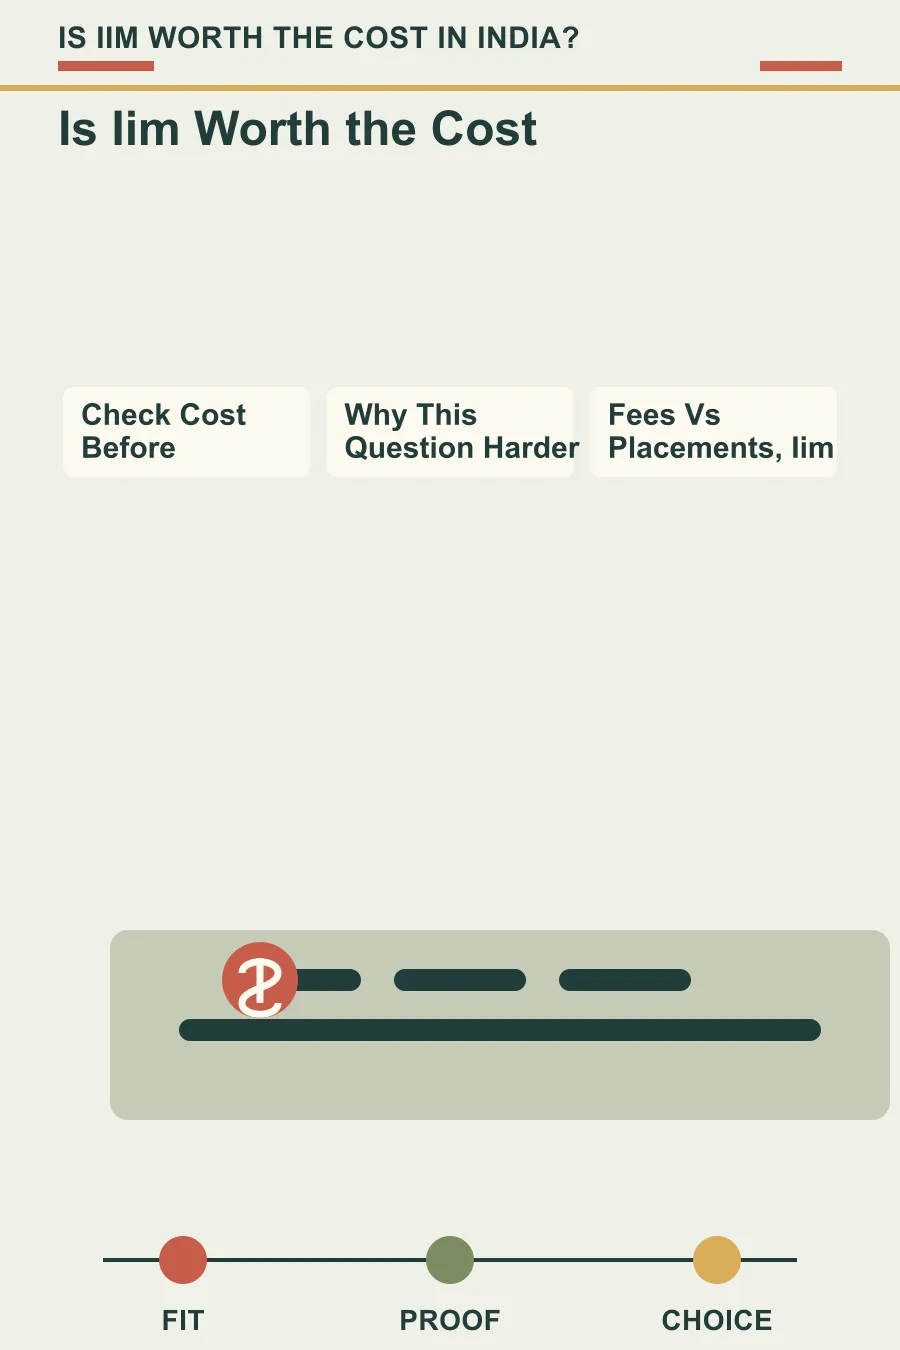 IS IIM WORTH THE COST IN INDIA?
Is Iim Worth the Cost
Check Cost
Before
Why This
Question Harder
Fees Vs
Placements, Iim
FIT
PROOF
CHOICE